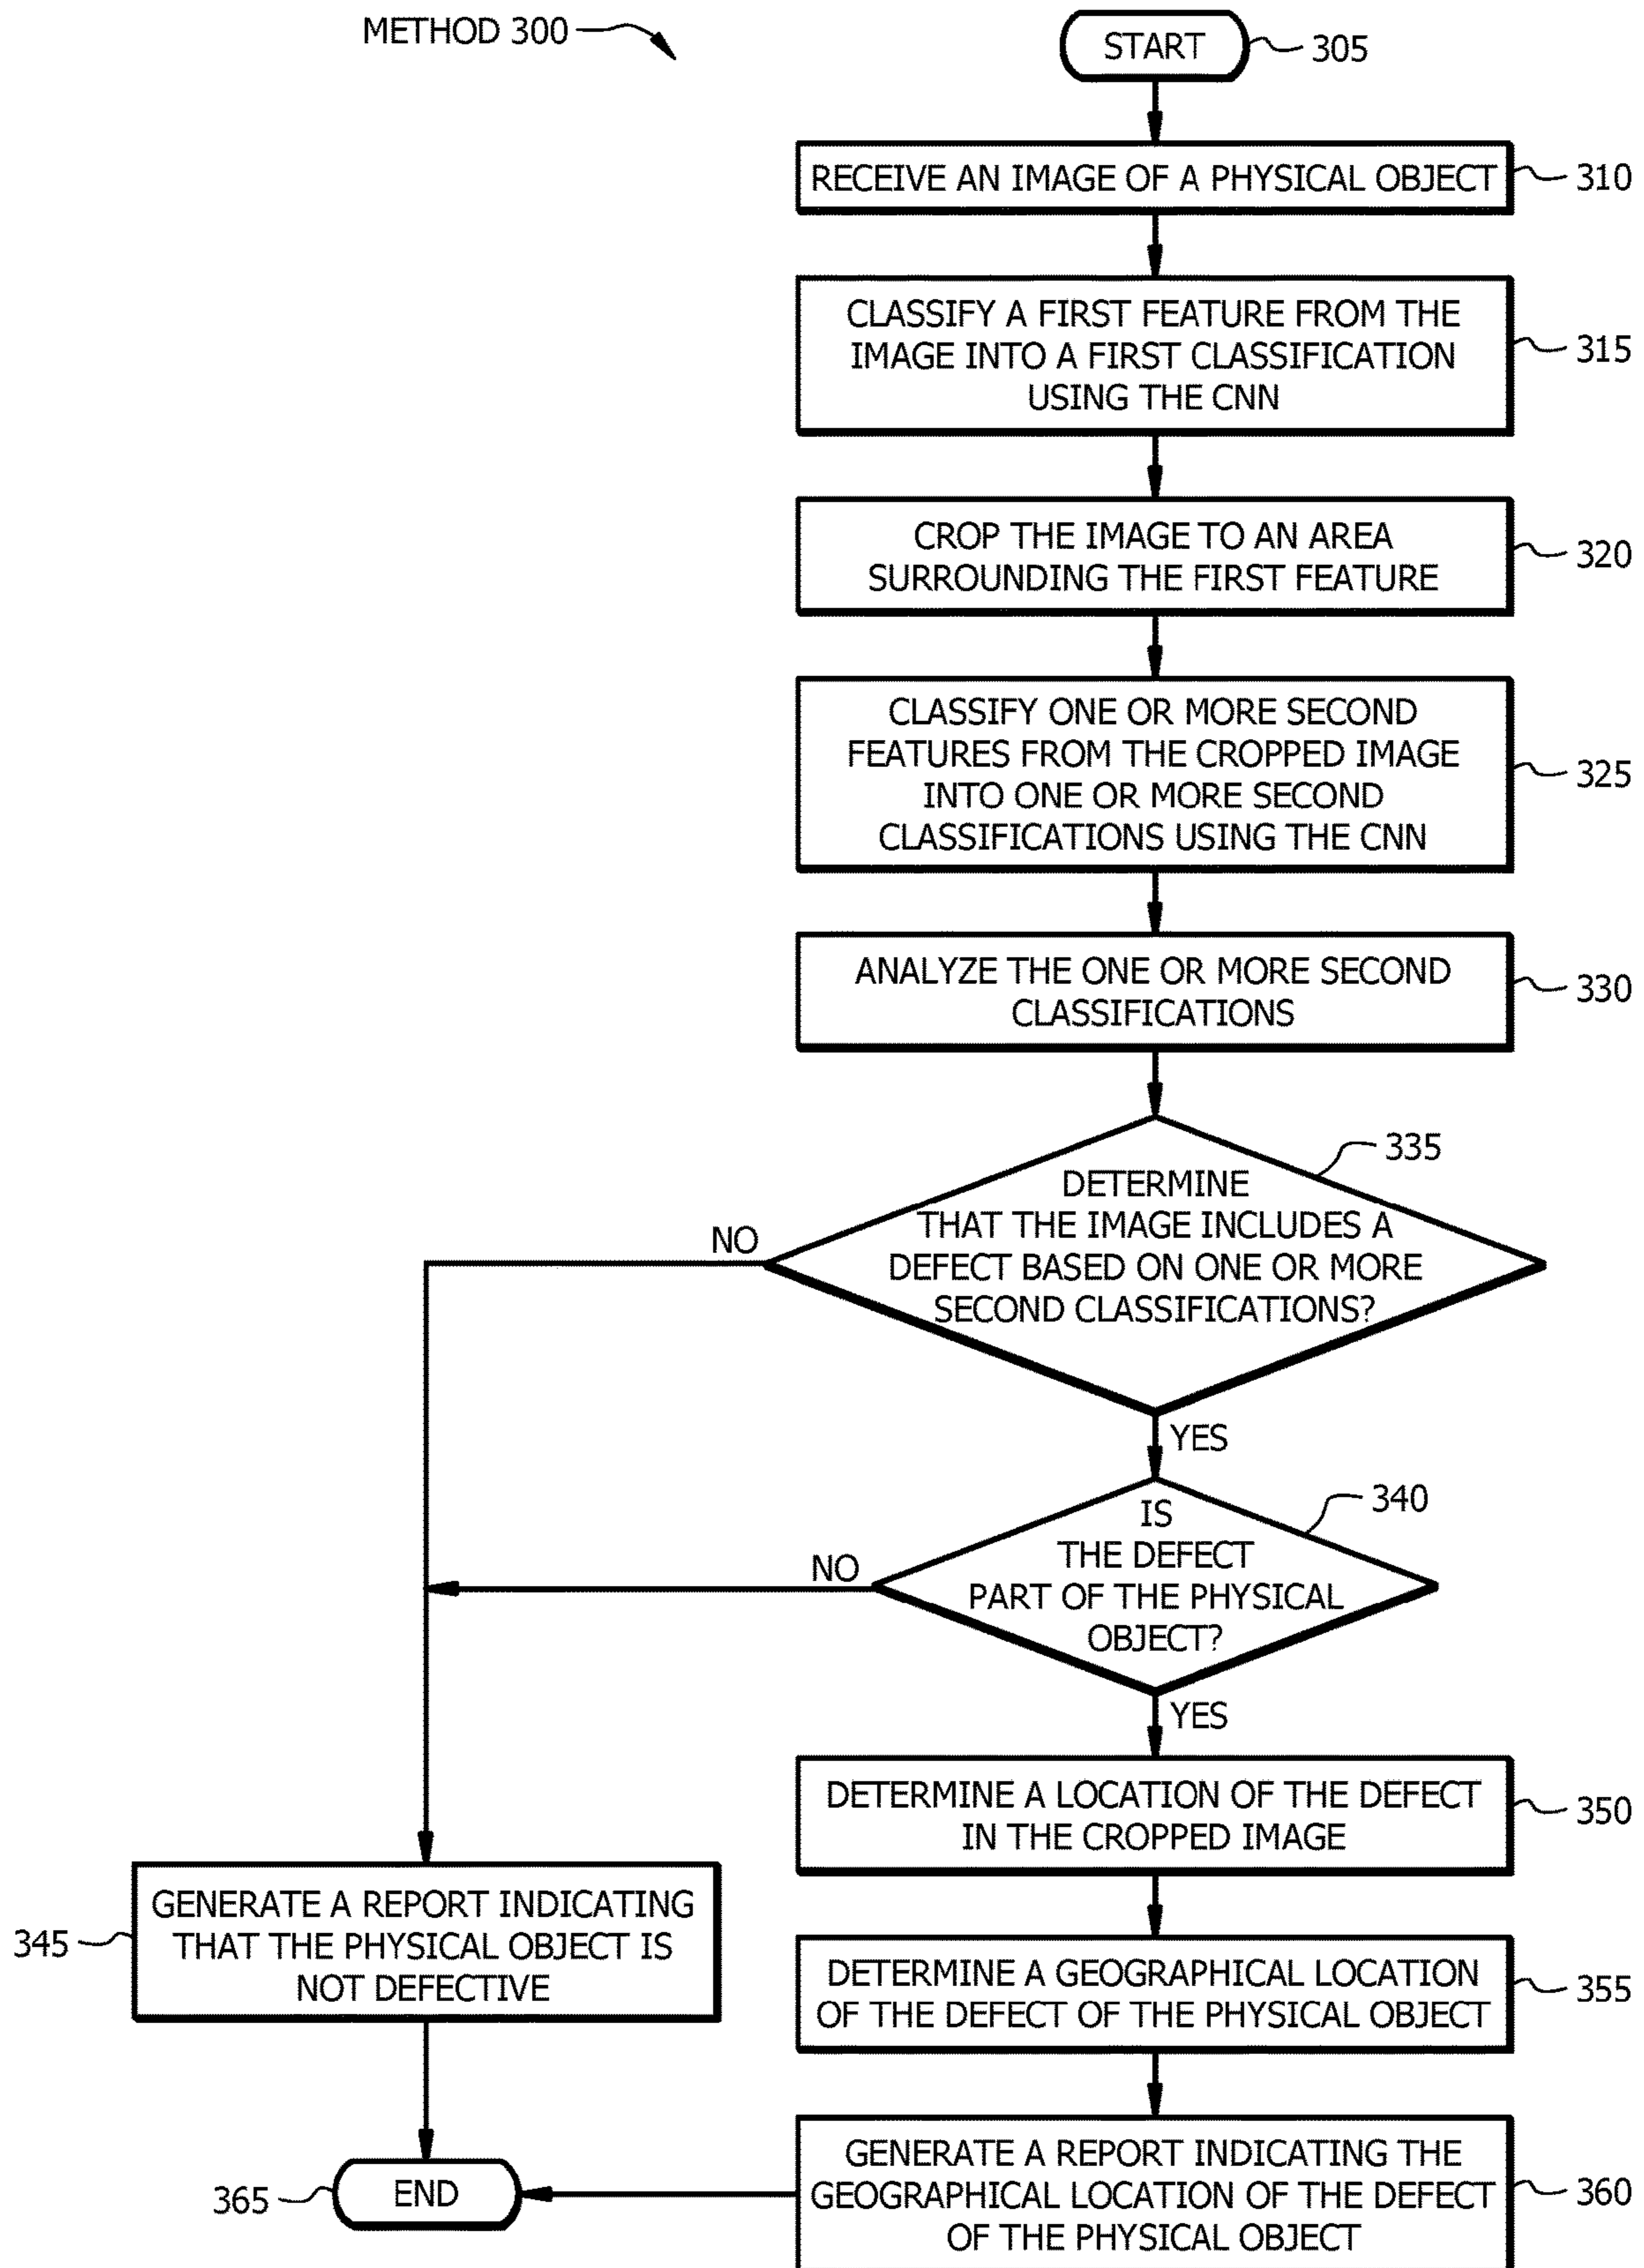 METHOD 300
START
305
RECEIVE AN IMAGE OF A PHYSICAL OBJECT
310
CLASSIFY A FIRST FEATURE FROM THE
IMAGE INTO A FIRST CLASSIFICATION
USING THE CNN
315
CROP THE IMAGE TO AN AREA
SURROUNDING THE FIRST FEATURE
320
CLASSIFY ONE OR MORE SECOND
FEATURES FROM THE CROPPED IMAGE
INTO ONE OR MORE SECOND
CLASSIFICATIONS USING THE CNN
325
ANALYZE THE ONE OR MORE SECOND
CLASSIFICATIONS
330
335
DETERMINE
THAT THE IMAGE INCLUDES A
DEFECT BASED ON ONE OR MORE
SECOND CLASSIFICATIONS?
NO
YES
340
IS
THE DEFECT
PART OF THE PHYSICAL
OBJECT?
NO
YES
DETERMINE A LOCATION OF THE DEFECT
IN THE CROPPED IMAGE
350
GENERATE A REPORT INDICATING
THAT THE PHYSICAL OBJECT IS
NOT DEFECTIVE
345
DETERMINE A GEOGRAPHICAL LOCATION
OF THE DEFECT OF THE PHYSICAL OBJECT
355
GENERATE A REPORT INDICATING THE
GEOGRAPHICAL LOCATION OF THE DEFECT
OF THE PHYSICAL OBJECT
360
END
365